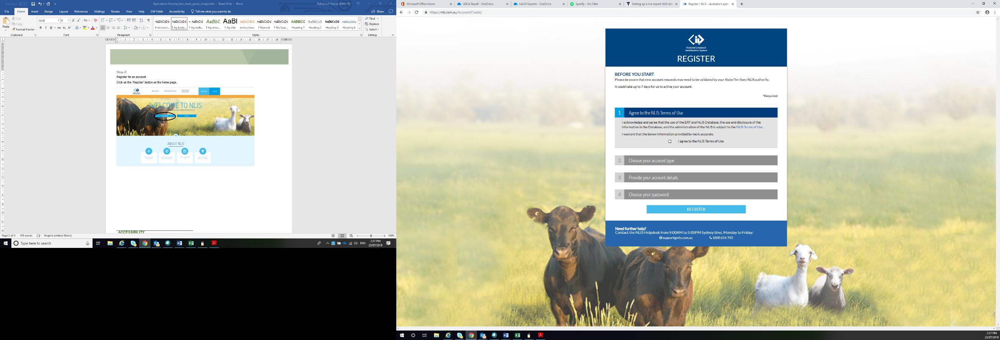 AutoSave
Agriculture-Victoria_fact_sheet_green_image.dotx - Read-Only - Word
Rebecca F Stacey (DEDJTR)
File Home Insert Design Layout References Mailings Review View Help CM Fields Accessibility Tell me what you want to do
Share
Paste
Cut
Copy
Format Painter
Clipboard
Arial 9
Font
Paragraph
AaBbCcDd AaBbCcDd AaBbCcE AaBbC AaBl AaBbCcDd AaBbCcDd AaBbCcDd AABBCC AaBbCcD AaBbCcDd AaBbCcDdEe
# instruct... ¶ Ag body... ¶ Ag bulle... ¶ Ag intro... ¶ Ag title instructions ¶ Normal ¶ No Spac... Heading 1 Heading 2 Heading 3 Heading 6
Styles
Find
Replace
Select
Editing
Step 2:
Register for an account.
Click on the 'Register' button on the home page.
ABOUT NLIS
REGISTER
LOG IN
WELCOME TO NLIS
REGISTER
LOG IN
ABOUT NLIS
ACCESSIBILITY
Page 2 of 2 153 words English (United States)
100%
Type here to search
ENG
2:37 PM
23/07/2019
Microsoft Office Home
LDCA 94.pdf - OneDrive
LAHO Exports - OneDrive
Spotify – No Filter
Setting up a live export NLIS data
Register | NLIS - Australia's syste
https://nlis.com.au/Account/Create/
National Livestock
Identification System
REGISTER
BEFORE YOU START
Please be aware that new account requests may need to be validated by your State/Territory NLIS authority.
It could take up to 7 days for us to active your account.
*Required
1 Agree to the NLIS Terms of Use
I acknowledge and agree that the use of the ERP and NLIS Database, the use and disclosure of the
information in the Database, and the administration of the NLIS is subject to the NLIS Terms of Use.
I warrant that the below information provided by me is accurate.
I agree to the NLIS Terms of Use
2 Choose your account type
3 Provide your account details
4 Choose your password
REGISTER
Need further help?
Contact the NLIS Helpdesk from 9:00AM to 5:00PM Sydney time, Monday to Friday:
@support@nlis.com.au 1800 654 743
2:37 PM
23/07/2019